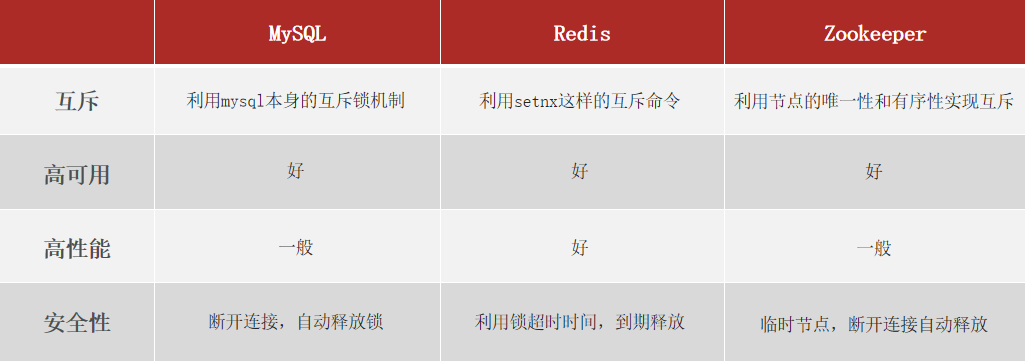 MySQL Redis Zookeeper
互斥 利用mysql本身的互斥锁机制 利用setnx这样的互斥命令 利用节点的唯一性和有序性实现互斥
高可用 好 好 好
高性能 一般 好 一般
安全性 断开连接，自动释放锁 利用锁超时时间，到期释放 临时节点，断开连接自动释放